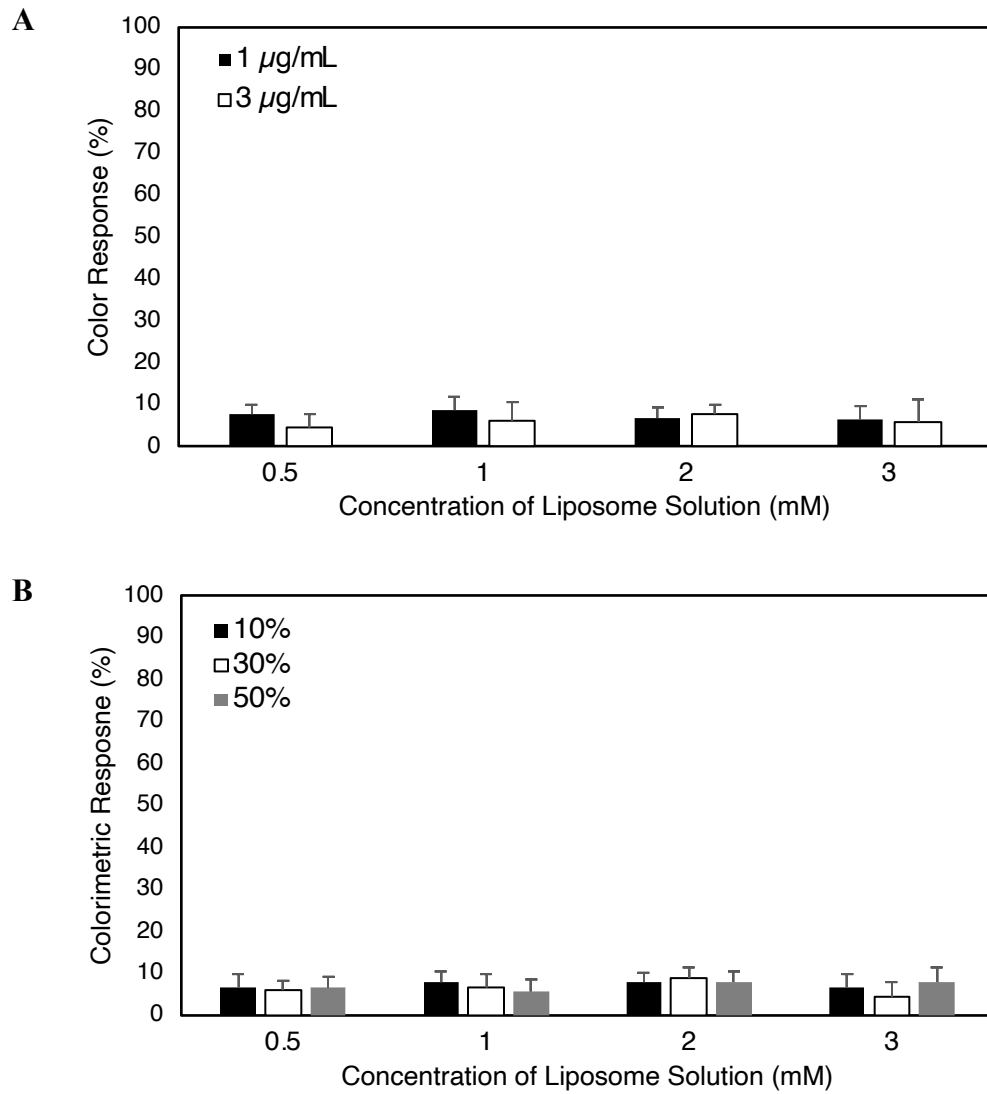 A
100
90
80
70
60
50
40
30
20
10
0
Color Response (%)
1 µg/mL
3 µg/mL
0.5 1 2 3
Concentration of Liposome Solution (mM)
B
100
90
80
70
60
50
40
30
20
10
0
Colorimetric Resposne (%)
10%
30%
50%
0.5 1 2 3
Concentration of Liposome Solution (mM)